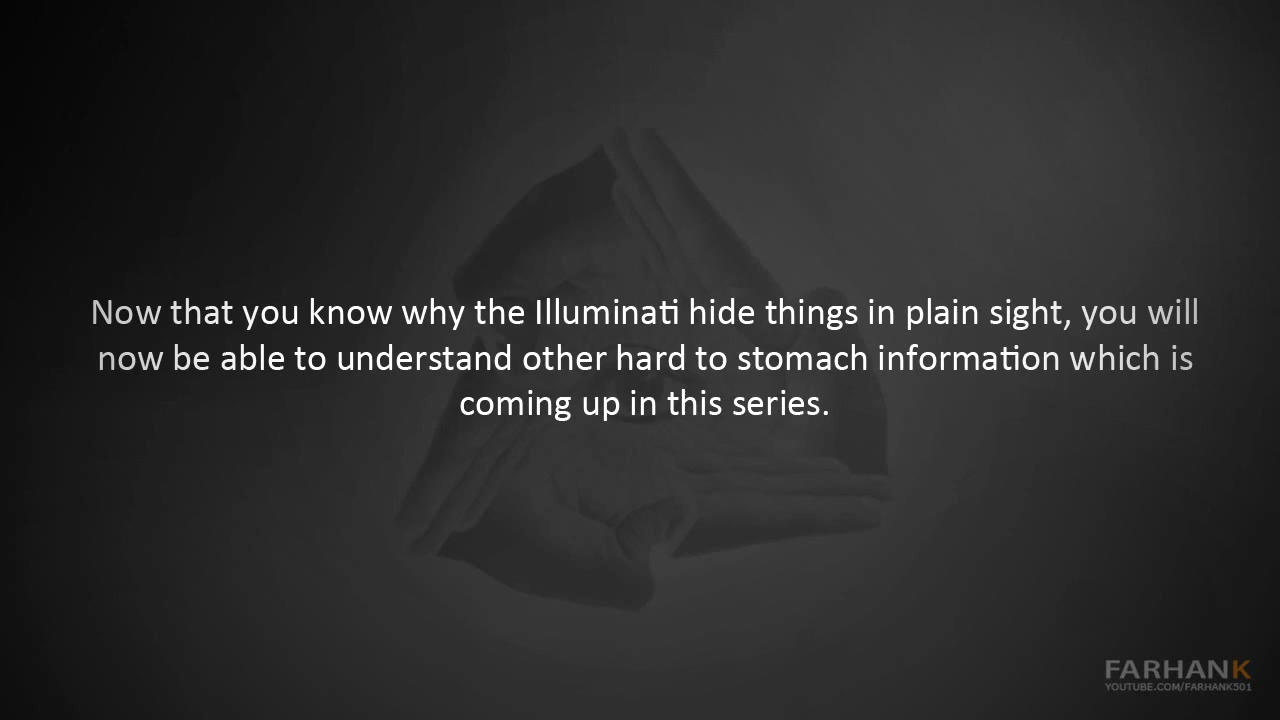 Now that you know why the Illuminati hide things in plain sight, you will
now be able to understand other hard to stomach information which is
coming up in this series.
FARHANK
YOUTUBE.COM/FARHANK501